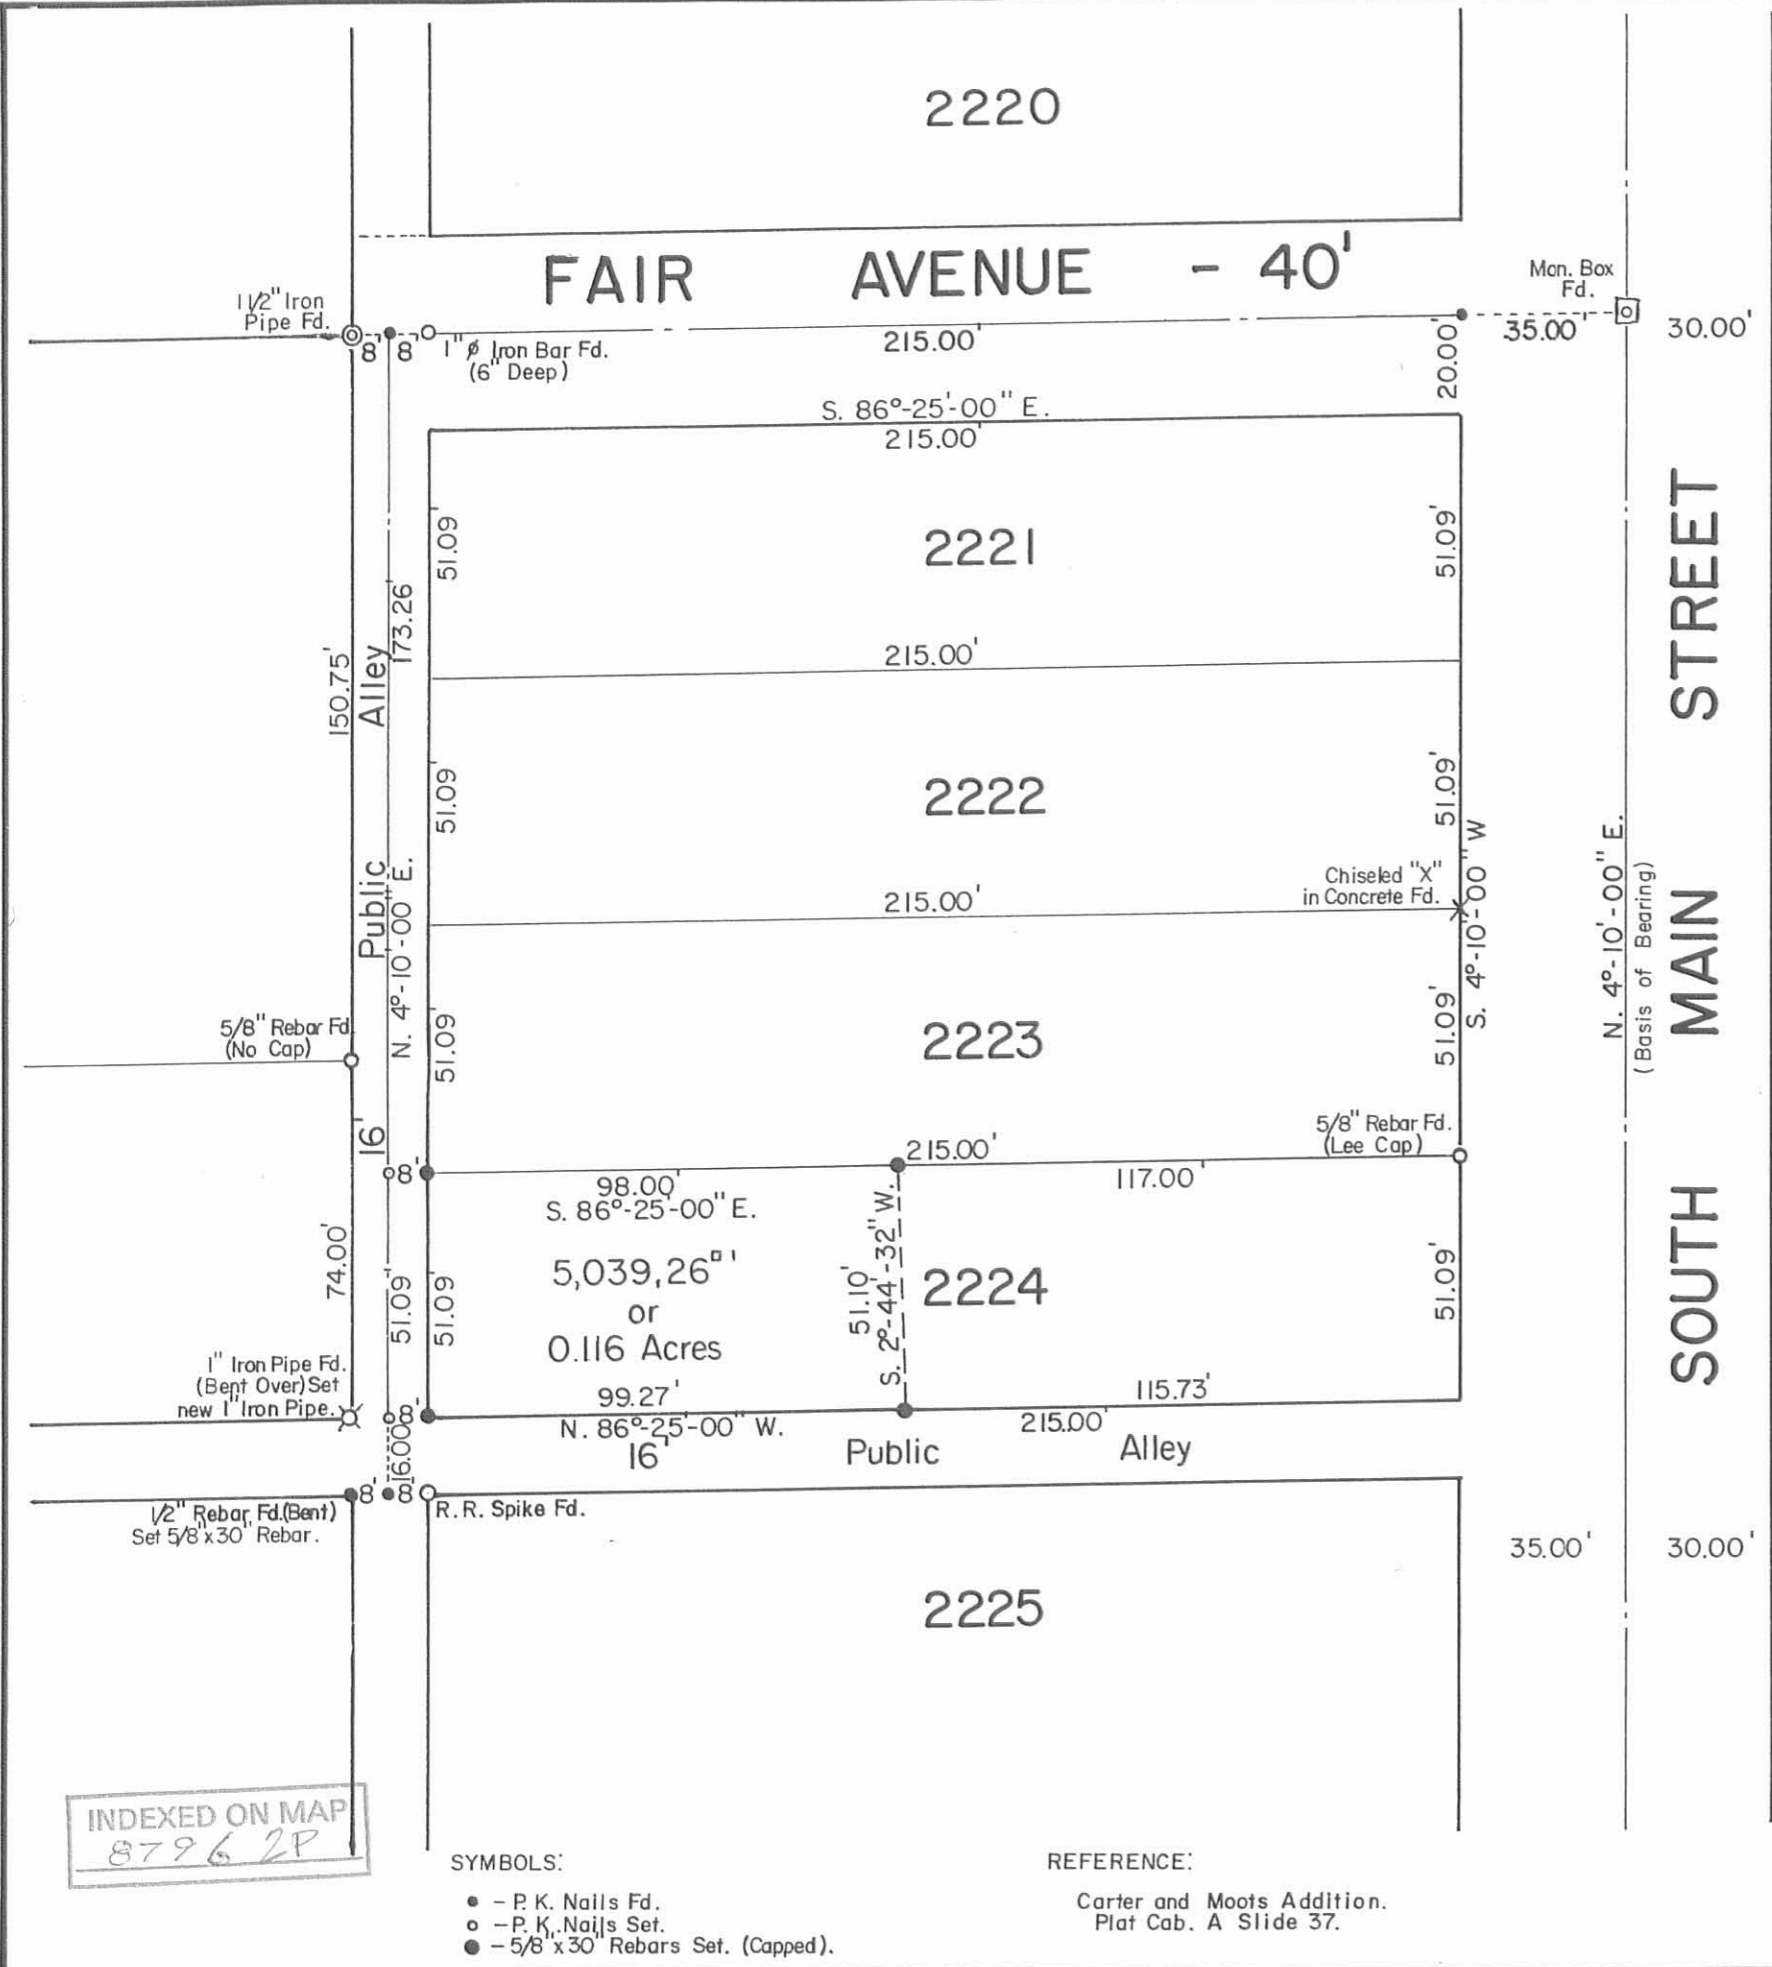 2220
FAIR AVENUE - 40'
Mon. Box
Fd.
1 1/2" Iron
Pipe Fd.
8' 8'
1" ø Iron Bar Fd.
(6" Deep)
215.00'
20.00'
35.00'
30.00'
S. 86°-25'-00" E.
215.00'
51.09'
2221
51.09'
173.26'
150.75'
16' Public Alley
N. 4°-10'-00" E.
215.00'
51.09'
2222
51.09'
S. 4°-10'-00" W
N. 4°-10'-00" E.
(Basis of Bearing)
SOUTH MAIN STREET
Chiseled "X"
in Concrete Fd.
215.00'
5/8" Rebar Fd
(No Cap)
51.09'
2223
51.09'
5/8" Rebar Fd.
(Lee Cap)
215.00'
8'
98.00'
117.00'
S. 86°-25'-00" E.
74.00'
51.09'
51.09'
5,039,26□'
or
0.116 Acres
51.10'
S. 2°-44'-32" W.
2224
51.09'
1" Iron Pipe Fd.
(Bent Over) Set
new 1" Iron Pipe.
8'
99.27'
115.73'
N. 86°-25'-00" W.
215.00'
16.00'
16' Public Alley
8' 8'
1/2" Rebar Fd.(Bent)
Set 5/8"x30" Rebar.
R.R. Spike Fd.
35.00'
30.00'
2225
INDEXED ON MAP
8796 2P
SYMBOLS:
● - P. K. Nails Fd.
o - P. K. Nails Set.
● - 5/8"x30" Rebars Set. (Capped).
REFERENCE:
Carter and Moots Addition.
Plat Cab. A Slide 37.